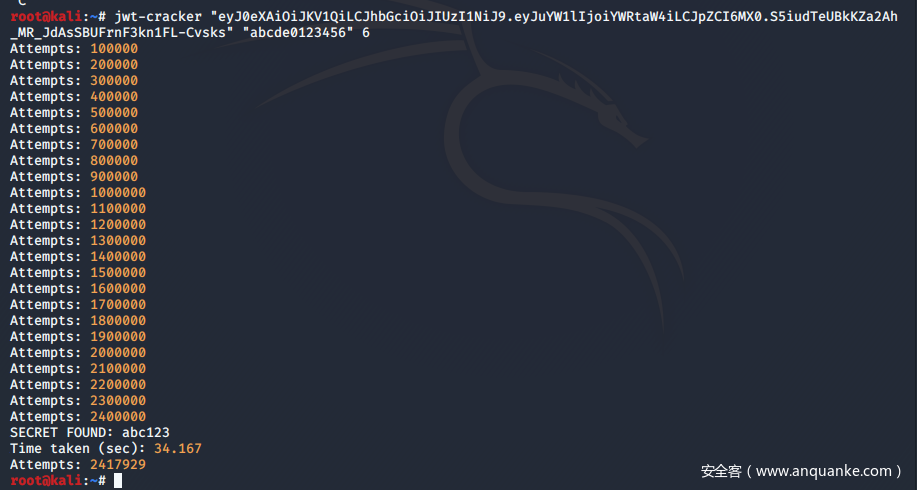 C
root@kali:~# jwt-cracker "eyJ0eXAiOiJKV1QiLCJhbGciOiJIUzI1NiJ9.eyJuYW1lIjoiYWRtaW4iLCJpZCI6MX0.S5iudTeUBkKZa2Ah
_MR_JdAsSBUFrnF3kn1FL-Cvsks" "abcde0123456" 6
Attempts: 100000
Attempts: 200000
Attempts: 300000
Attempts: 400000
Attempts: 500000
Attempts: 600000
Attempts: 700000
Attempts: 800000
Attempts: 900000
Attempts: 1000000
Attempts: 1100000
Attempts: 1200000
Attempts: 1300000
Attempts: 1400000
Attempts: 1500000
Attempts: 1600000
Attempts: 1700000
Attempts: 1800000
Attempts: 1900000
Attempts: 2000000
Attempts: 2100000
Attempts: 2200000
Attempts: 2300000
Attempts: 2400000
SECRET FOUND: abc123
Time taken (sec): 34.167
Attempts: 2417929
root@kali:~#
安全客（www.anquanke.com）